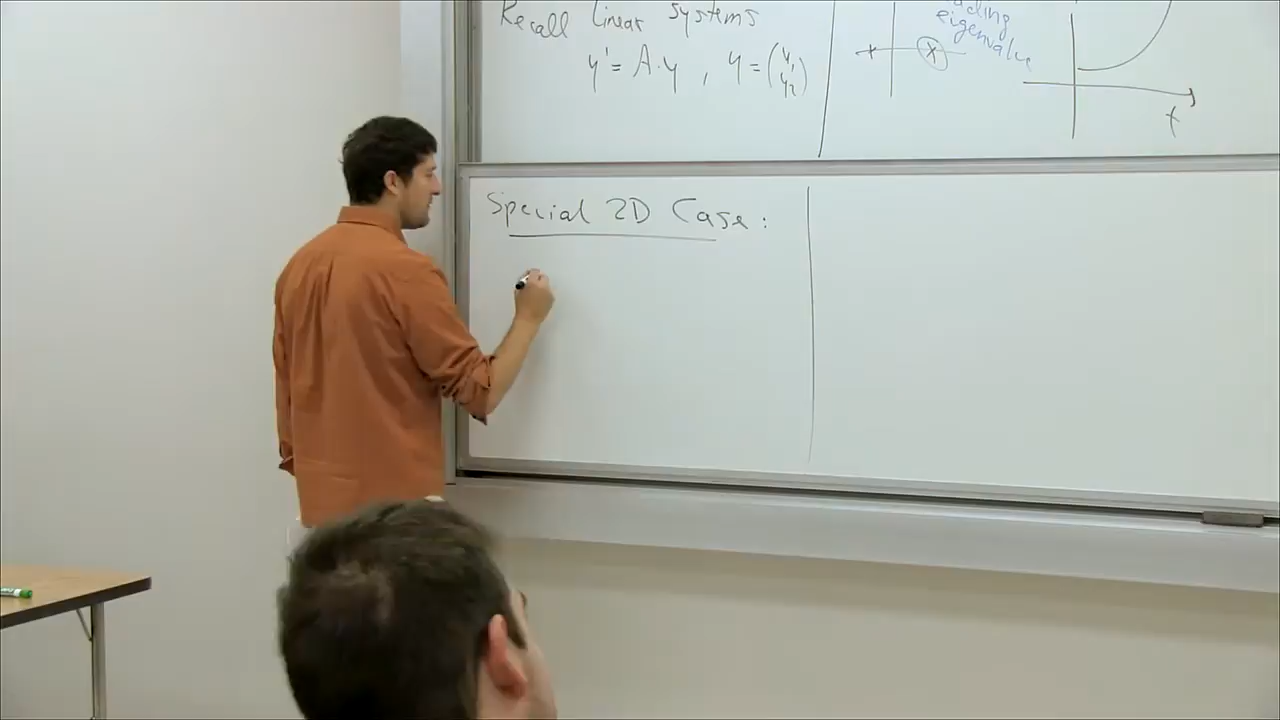 Recall linear systems
y' = A·y , y = (y1 y2)
eigenvalue
t
Special 2D Case: